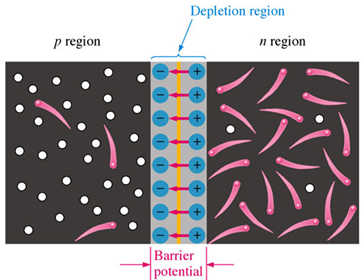 Depletion region
p region
n region
− +
− +
− +
− +
− +
− +
− +
− +
Barrier
potential